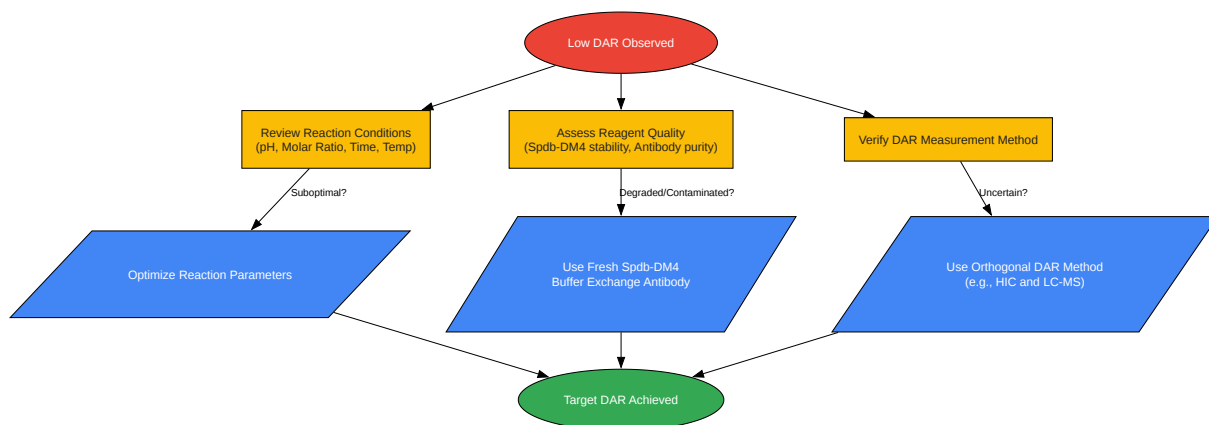 Low DAR Observed
Review Reaction Conditions
(pH, Molar Ratio, Time, Temp)
Assess Reagent Quality
(Spdb-DM4 stability, Antibody purity)
Verify DAR Measurement Method
Suboptimal?
Degraded/Contaminated?
Uncertain?
Optimize Reaction Parameters
Use Fresh Spdb-DM4
Buffer Exchange Antibody
Use Orthogonal DAR Method
(e.g., HIC and LC-MS)
Target DAR Achieved